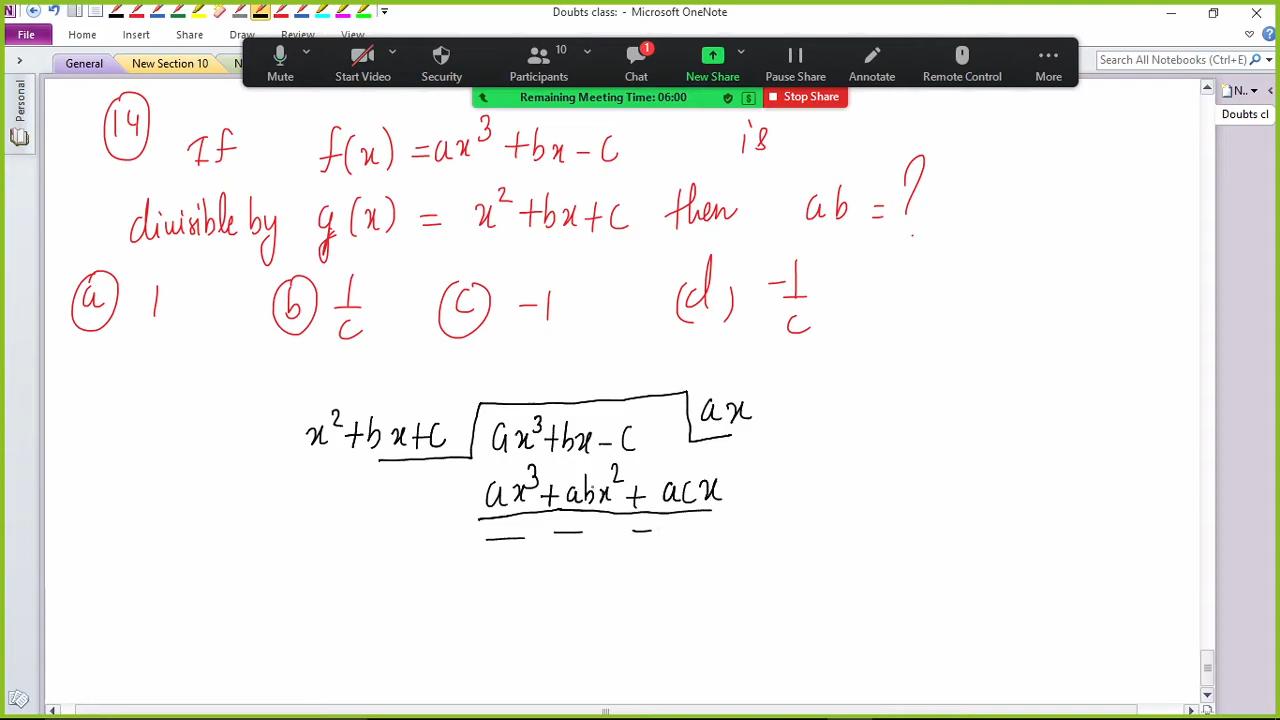 Doubts class: - Microsoft OneNote
File Home Insert Share Draw Review View
General New Section 10 N
Search All Notebooks (Ctrl+E)
Mute Start Video Security Participants 10 Chat 1 New Share Pause Share Annotate Remote Control More
Remaining Meeting Time: 06:00 Stop Share
Personal
N..
Doubts cl
14 If f(x) = ax³ + bx - c is
divisible by g(x) = x² + bx + c then ab = ?
a 1 b 1/c c -1 (d) -1/c
x² + bx + c ax³ + bx - c ax
ax³ + abx² + acx
— — —